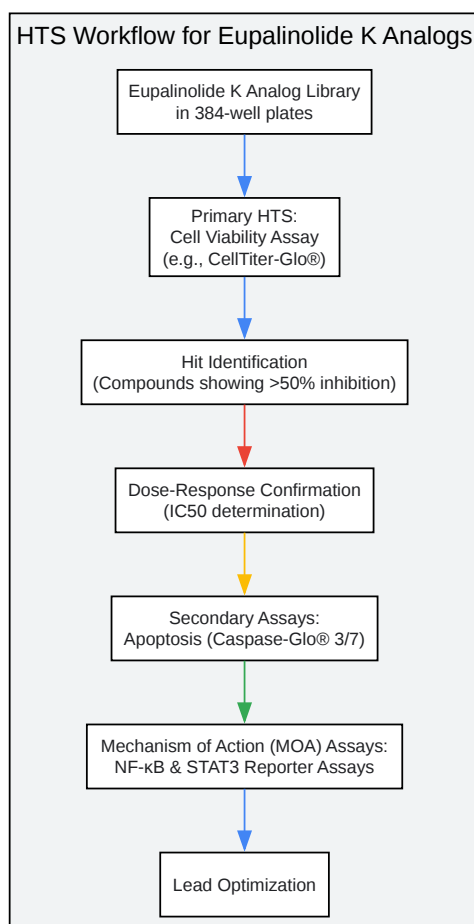 HTS Workflow for Eupalinolide K Analogs
Eupalinolide K Analog Library
in 384-well plates
Primary HTS:
Cell Viability Assay
(e.g., CellTiter-Glo®)
Hit Identification
(Compounds showing >50% inhibition)
Dose-Response Confirmation
(IC50 determination)
Secondary Assays:
Apoptosis (Caspase-Glo® 3/7)
Mechanism of Action (MOA) Assays:
NF-κB & STAT3 Reporter Assays
Lead Optimization